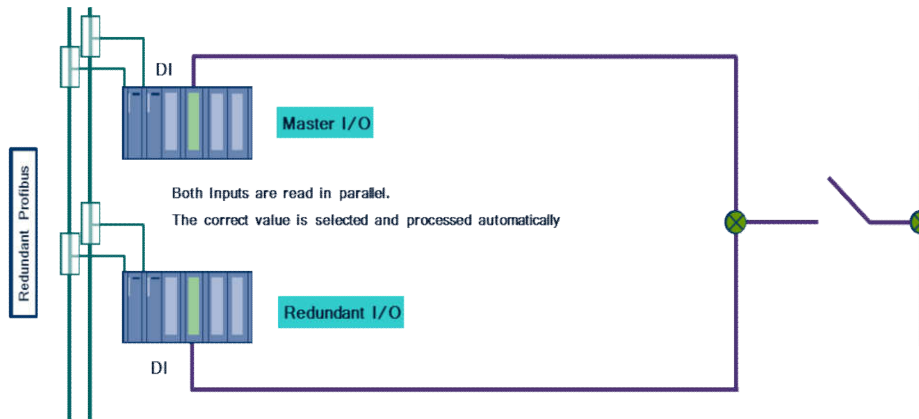 DI
Master I/O
Both Inputs are read in parallel.
The correct value is selected and processed automatically
Redundant Profibus
Redundant I/O
DI